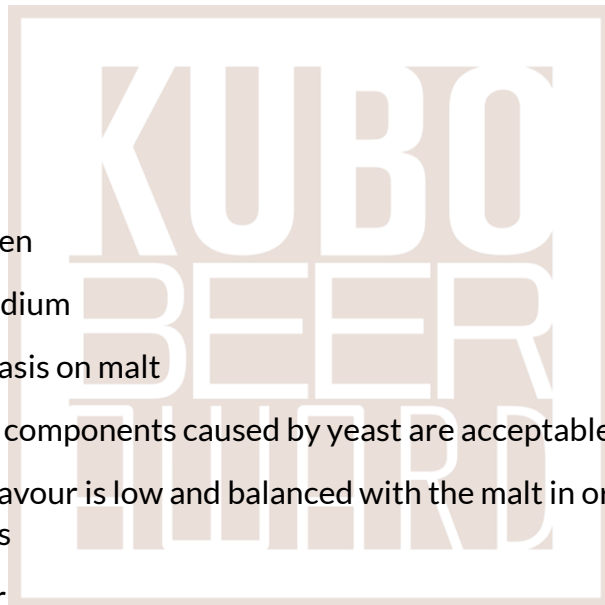 KUBO
en
BEER
dium
asis on malt
AWARD
components caused by yeast are acceptable
avour is low and balanced with the malt in or
s
r